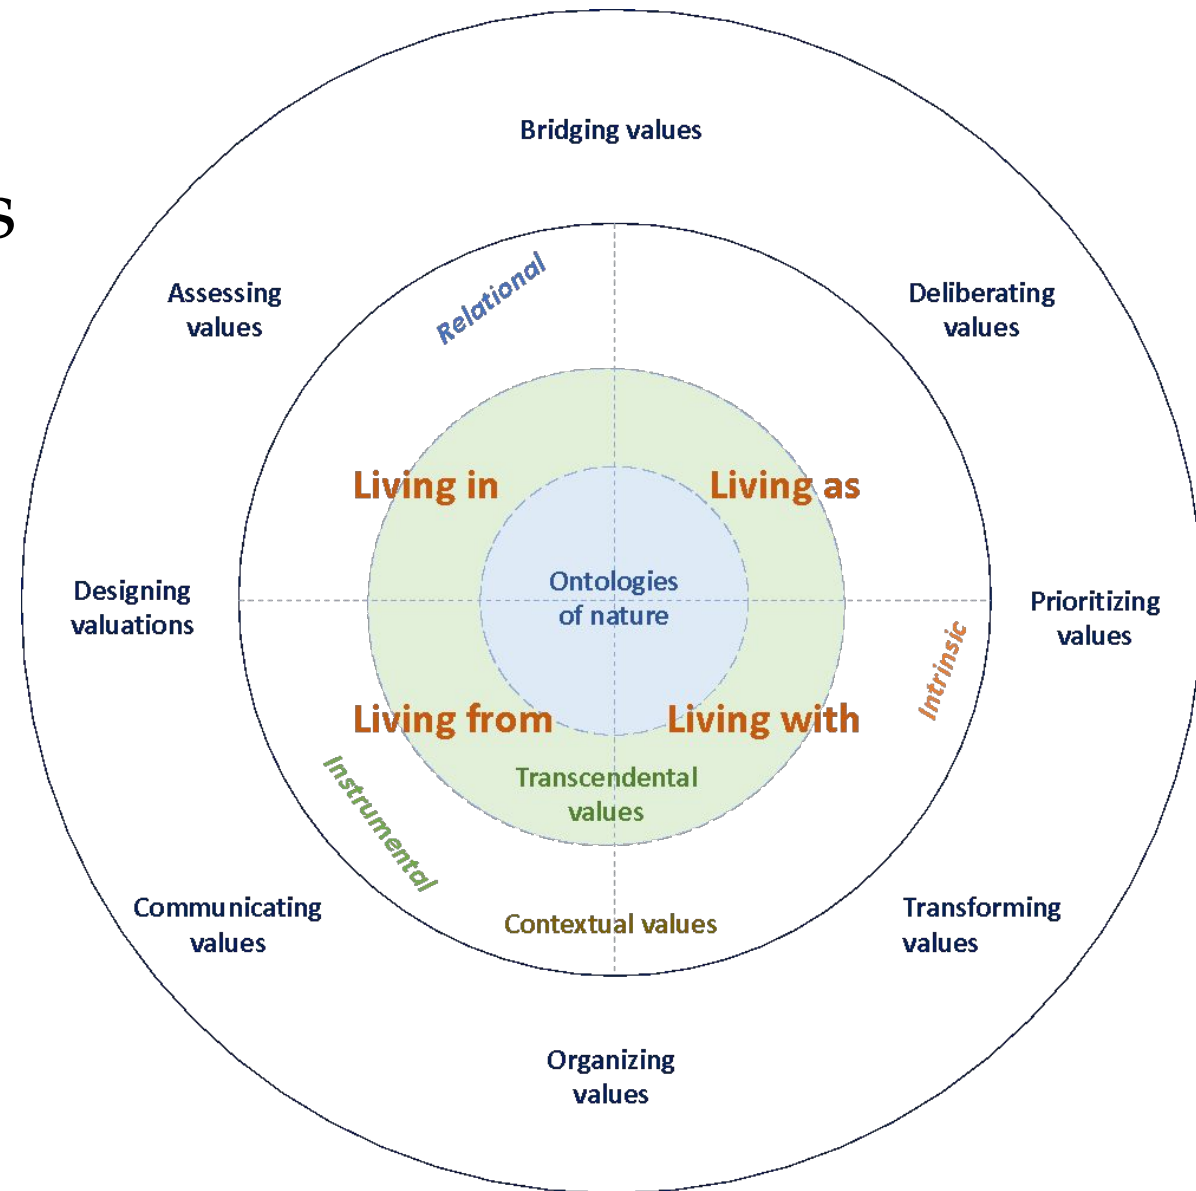 Bridging values
s
Assessing
values
Deliberating
values
Relational
Living in
Living as
Designing
valuations
Ontologies
of nature
Prioritizing
values
Intrinsic
Living from
Living with
Transcendental
values
Instrumental
Communicating
values
Contextual values
Transforming
values
Organizing
values